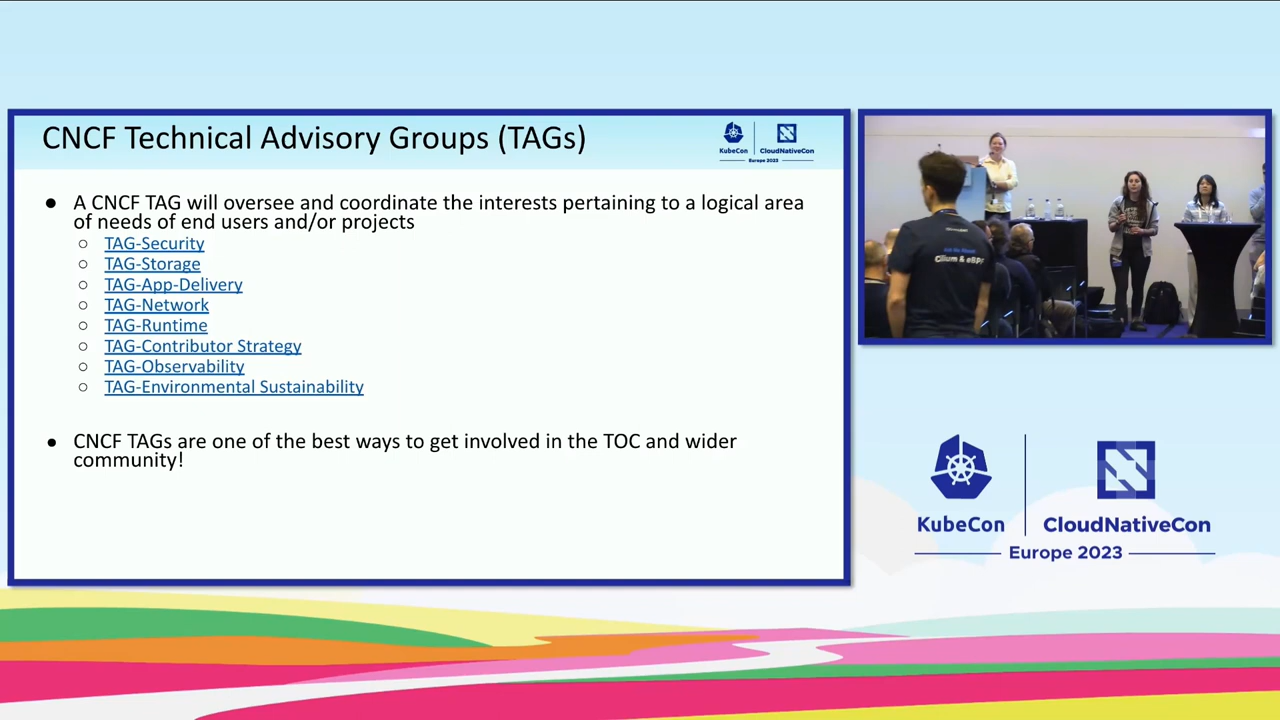 CNCF Technical Advisory Groups (TAGs)
KubeCon
CloudNativeCon
Europe 2023
● A CNCF TAG will oversee and coordinate the interests pertaining to a logical area
of needs of end users and/or projects
○ TAG-Security
○ TAG-Storage
○ TAG-App-Delivery
○ TAG-Network
○ TAG-Runtime
○ TAG-Contributor Strategy
○ TAG-Observability
○ TAG-Environmental Sustainability
● CNCF TAGs are one of the best ways to get involved in the TOC and wider
community!
Cilium & eBPF
KubeCon
CloudNativeCon
Europe 2023